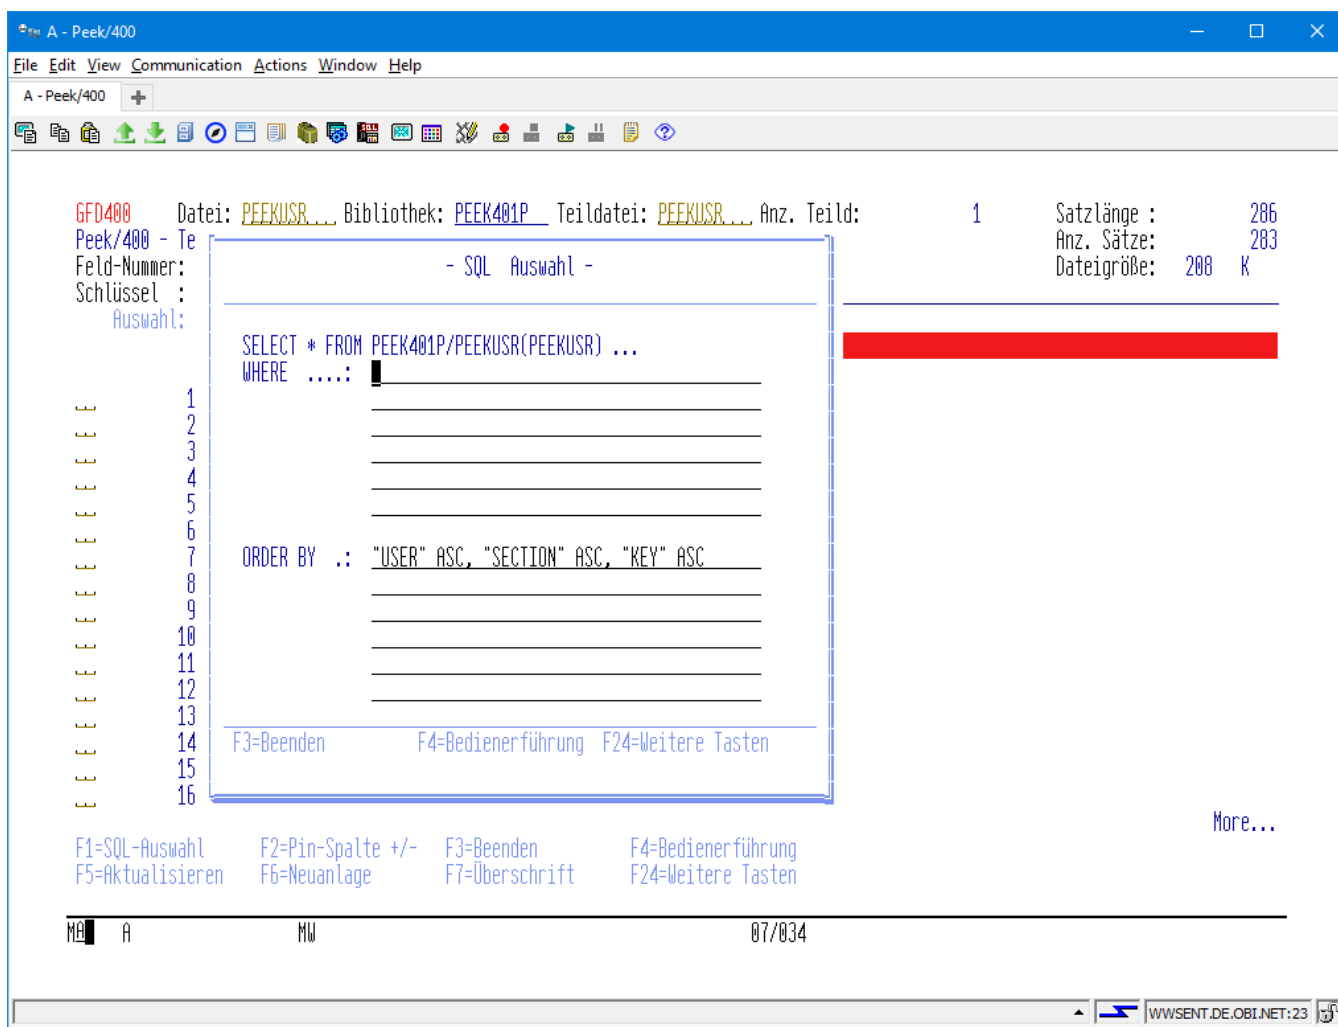 A - Peek/400
File Edit View Communication Actions Window Help
A - Peek/400
GFD400 Datei: PEEKUSR Bibliothek: PEEK401P Teildatei: PEEKUSR Anz. Teild: 1 Satzlänge : 286
Peek/400 - Te Anz. Sätze: 283
Feld-Nummer: - SQL Auswahl - Dateigröße: 208 K
Schlüssel :
Auswahl:
SELECT * FROM PEEK401P/PEEKUSR(PEEKUSR) ...
WHERE ....:
1
2
3
4
5
6
7 ORDER BY .: "USER" ASC, "SECTION" ASC, "KEY" ASC
8
9
10
11
12
13
14 F3=Beenden F4=Bedienerführung F24=Weitere Tasten
15
16
More...
F1=SQL-Auswahl F2=Pin-Spalte +/- F3=Beenden F4=Bedienerführung
F5=Aktualisieren F6=Neuanlage F7=Überschrift F24=Weitere Tasten
MA A MW 07/034
WWSENT.DE.OBI.NET:23